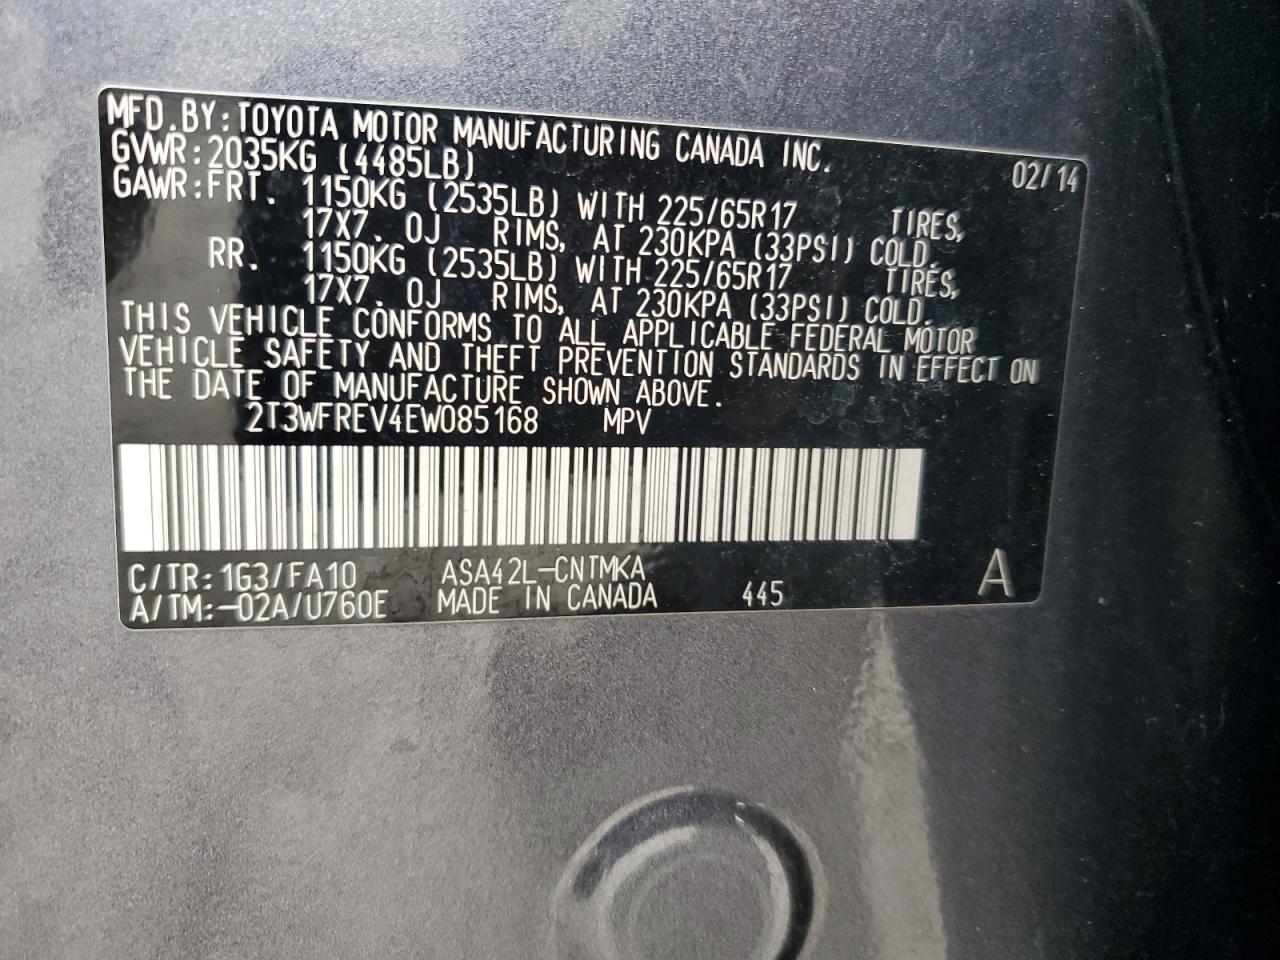 MFD.BY:TOYOTA MOTOR MANUFACTURING CANADA INC. 02/14
GVWR:2035KG (4485LB)
GAWR:FRT. 1150KG (2535LB) WITH 225/65R17 TIRES,
17X7.0J RIMS, AT 230KPA (33PSI) COLD.
RR. 1150KG (2535LB) WITH 225/65R17 TIRES,
17X7.0J RIMS, AT 230KPA (33PSI) COLD.
THIS VEHICLE CONFORMS TO ALL APPLICABLE FEDERAL MOTOR
VEHICLE SAFETY AND THEFT PREVENTION STANDARDS IN EFFECT ON
THE DATE OF MANUFACTURE SHOWN ABOVE.
2T3WFREV4EW085168 MPV
C/TR:1G3/FA10 ASA42L-CNTMKA
A/TM:-02A/U760E MADE IN CANADA 445 A